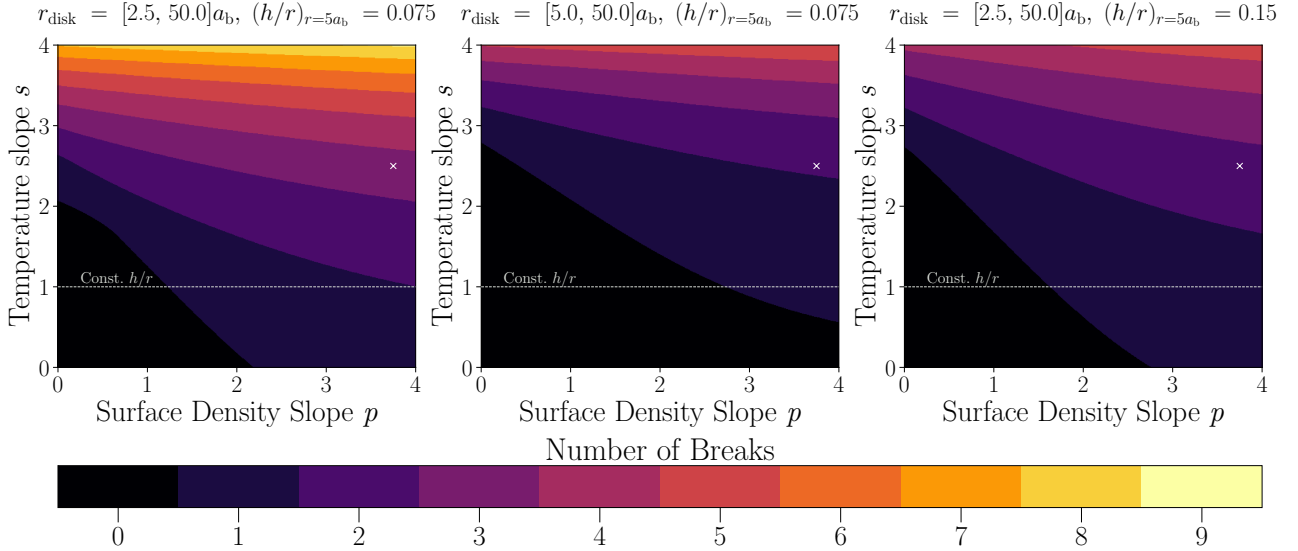 r_disk = [2.5, 50.0]a_b, (h/r)_{r=5a_b} = 0.075
r_disk = [5.0, 50.0]a_b, (h/r)_{r=5a_b} = 0.075
r_disk = [2.5, 50.0]a_b, (h/r)_{r=5a_b} = 0.15
Temperature slope s
4
3
2
1
0
Const. h/r
0 1 2 3 4
Surface Density Slope p
Temperature slope s
4
3
2
1
0
Const. h/r
0 1 2 3 4
Surface Density Slope p
Temperature slope s
4
3
2
1
0
Const. h/r
0 1 2 3 4
Surface Density Slope p
Number of Breaks
0 1 2 3 4 5 6 7 8 9